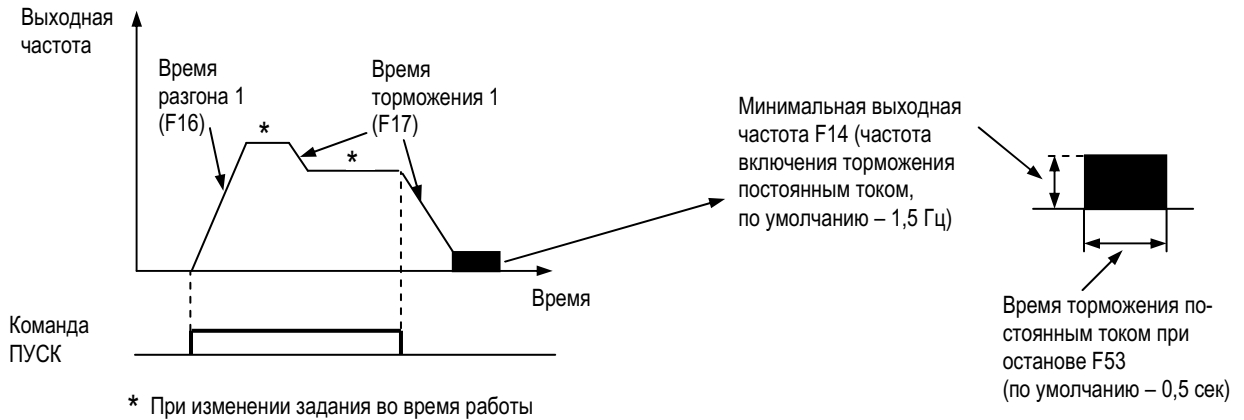 Выходная
частота
Время
разгона 1
(F16)
*
Время
торможения 1
(F17)
*
Время
Команда
ПУСК
* При изменении задания во время работы
Минимальная выходная
частота F14 (частота
включения торможения
постоянным током,
по умолчанию – 1,5 Гц)
Время торможения по-
стоянным током при
останове F53
(по умолчанию – 0,5 сек)